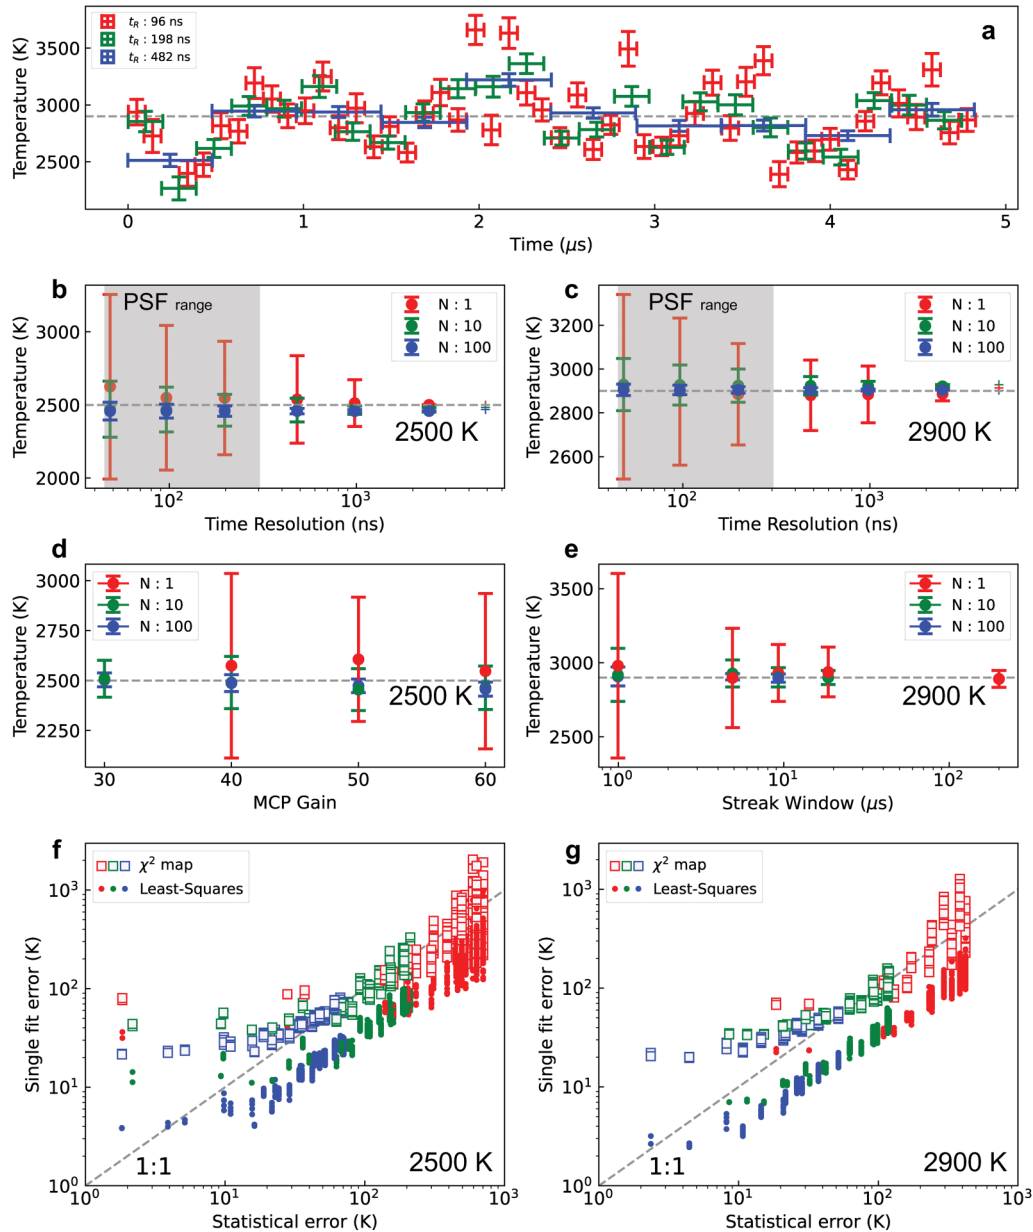 a
t_R : 96 ns
t_R : 198 ns
t_R : 482 ns
Temperature (K)
3500
3000
2500
0 1 2 3 4 5
Time (μs)
b
PSF range
N : 1
N : 10
N : 100
Temperature (K)
3000
2500
2000
2500 K
10² 10³
Time Resolution (ns)
c
PSF range
N : 1
N : 10
N : 100
Temperature (K)
3200
3000
2800
2600
2900 K
10² 10³
Time Resolution (ns)
d
N : 1
N : 10
N : 100
Temperature (K)
3000
2750
2500
2250
2500 K
30 40 50 60
MCP Gain
e
N : 1
N : 10
N : 100
Temperature (K)
3500
3000
2500
2900 K
10⁰ 10¹ 10²
Streak Window (μs)
f
χ² map
Least-Squares
Single fit error (K)
10³
10²
10¹
10⁰
1:1
2500 K
10⁰ 10¹ 10² 10³
Statistical error (K)
g
χ² map
Least-Squares
Single fit error (K)
10³
10²
10¹
10⁰
1:1
2900 K
10⁰ 10¹ 10² 10³
Statistical error (K)